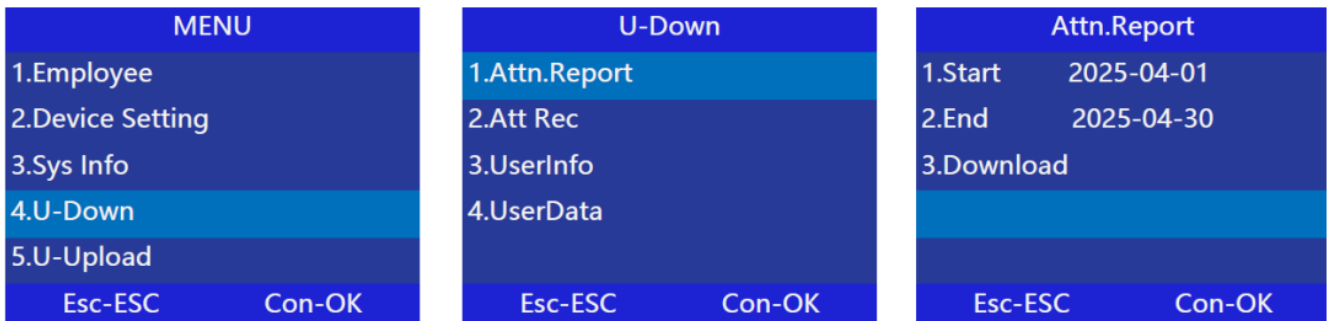 MENU
1.Employee
2.Device Setting
3.Sys Info
4.U-Down
5.U-Upload
Esc-ESC Con-OK
U-Down
1.Attn.Report
2.Att Rec
3.UserInfo
4.UserData
Esc-ESC Con-OK
Attn.Report
1.Start 2025-04-01
2.End 2025-04-30
3.Download
Esc-ESC Con-OK